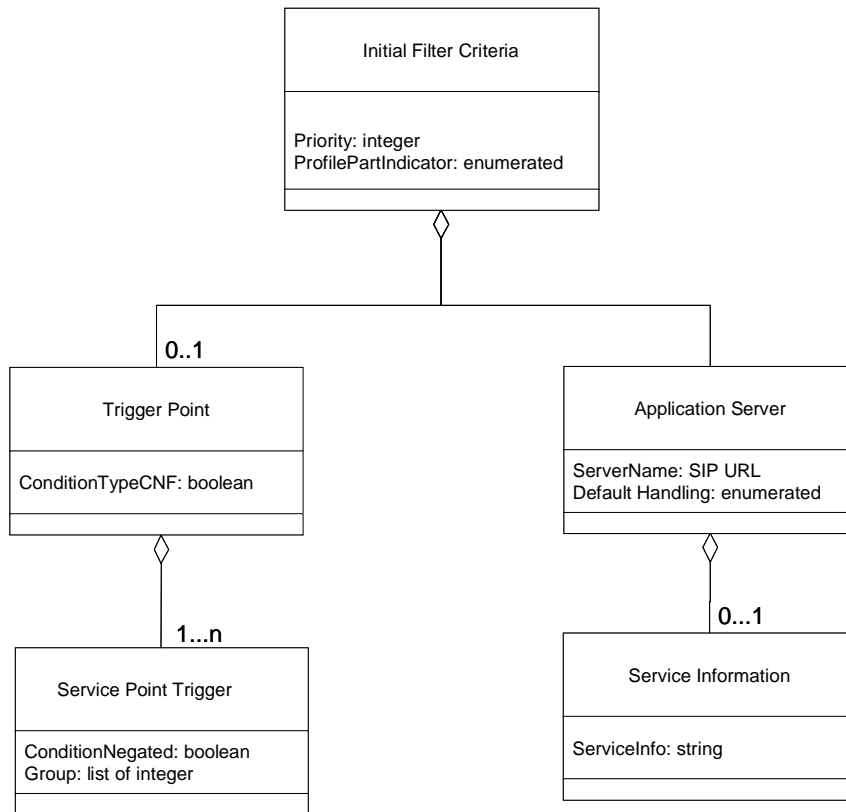 Initial Filter Criteria
Priority: integer
ProfilePartIndicator: enumerated
0..1
Trigger Point
ConditionTypeCNF: boolean
Application Server
ServerName: SIP URL
Default Handling: enumerated
1...n
Service Point Trigger
ConditionNegated: boolean
Group: list of integer
0...1
Service Information
ServiceInfo: string